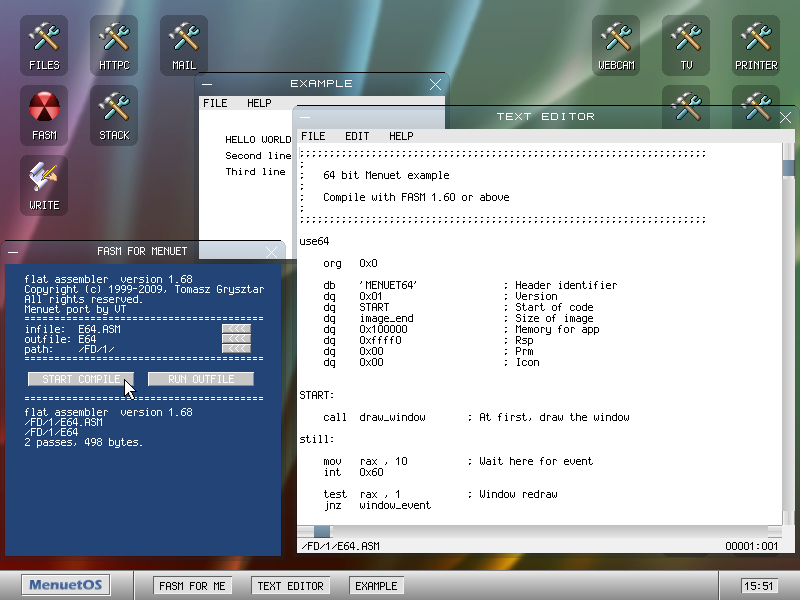 FILES
HTTPC
MAIL
WEBCAM
TV
PRINTER
FASM
STACK
WRITE
EXAMPLE
FILE HELP
HELLO WORLD
Second line
Third line
TEXT EDITOR
FILE EDIT HELP
;;;;;;;;;;;;;;;;;;;;;;;;;;;;;;;;;;;;;;;;;;;;;;;;;;;;;;;;;;;;;;;;;;;;
;
; 64 bit Menuet example
;
; Compile with FASM 1.60 or above
;
;;;;;;;;;;;;;;;;;;;;;;;;;;;;;;;;;;;;;;;;;;;;;;;;;;;;;;;;;;;;;;;;;;;;
use64
org 0x0
db 'MENUET64' ; Header identifier
dq 0x01 ; Version
dq START ; Start of code
dq image_end ; Size of image
dq 0x100000 ; Memory for app
dq 0xffff0 ; Rsp
dq 0x00 ; Prm
dq 0x00 ; Icon
START:
call draw_window ; At first, draw the window
still:
mov rax , 10 ; Wait here for event
int 0x60
test rax , 1 ; Window redraw
jnz window_event
/FD/1/E64.ASM 00001:001
FASM FOR MENUET
flat assembler version 1.68
Copyright (c) 1999-2009, Tomasz Grysztar
All rights reserved.
Menuet port by VT
========================================
infile: E64.ASM <<<
outfile: E64 <<<
path: /FD/1/ <<<
========================================
START COMPILE RUN OUTFILE
========================================
flat assembler version 1.68
/FD/1/E64.ASM
/FD/1/E64
2 passes, 498 bytes.
MenuetOS FASM FOR ME TEXT EDITOR EXAMPLE 15:51